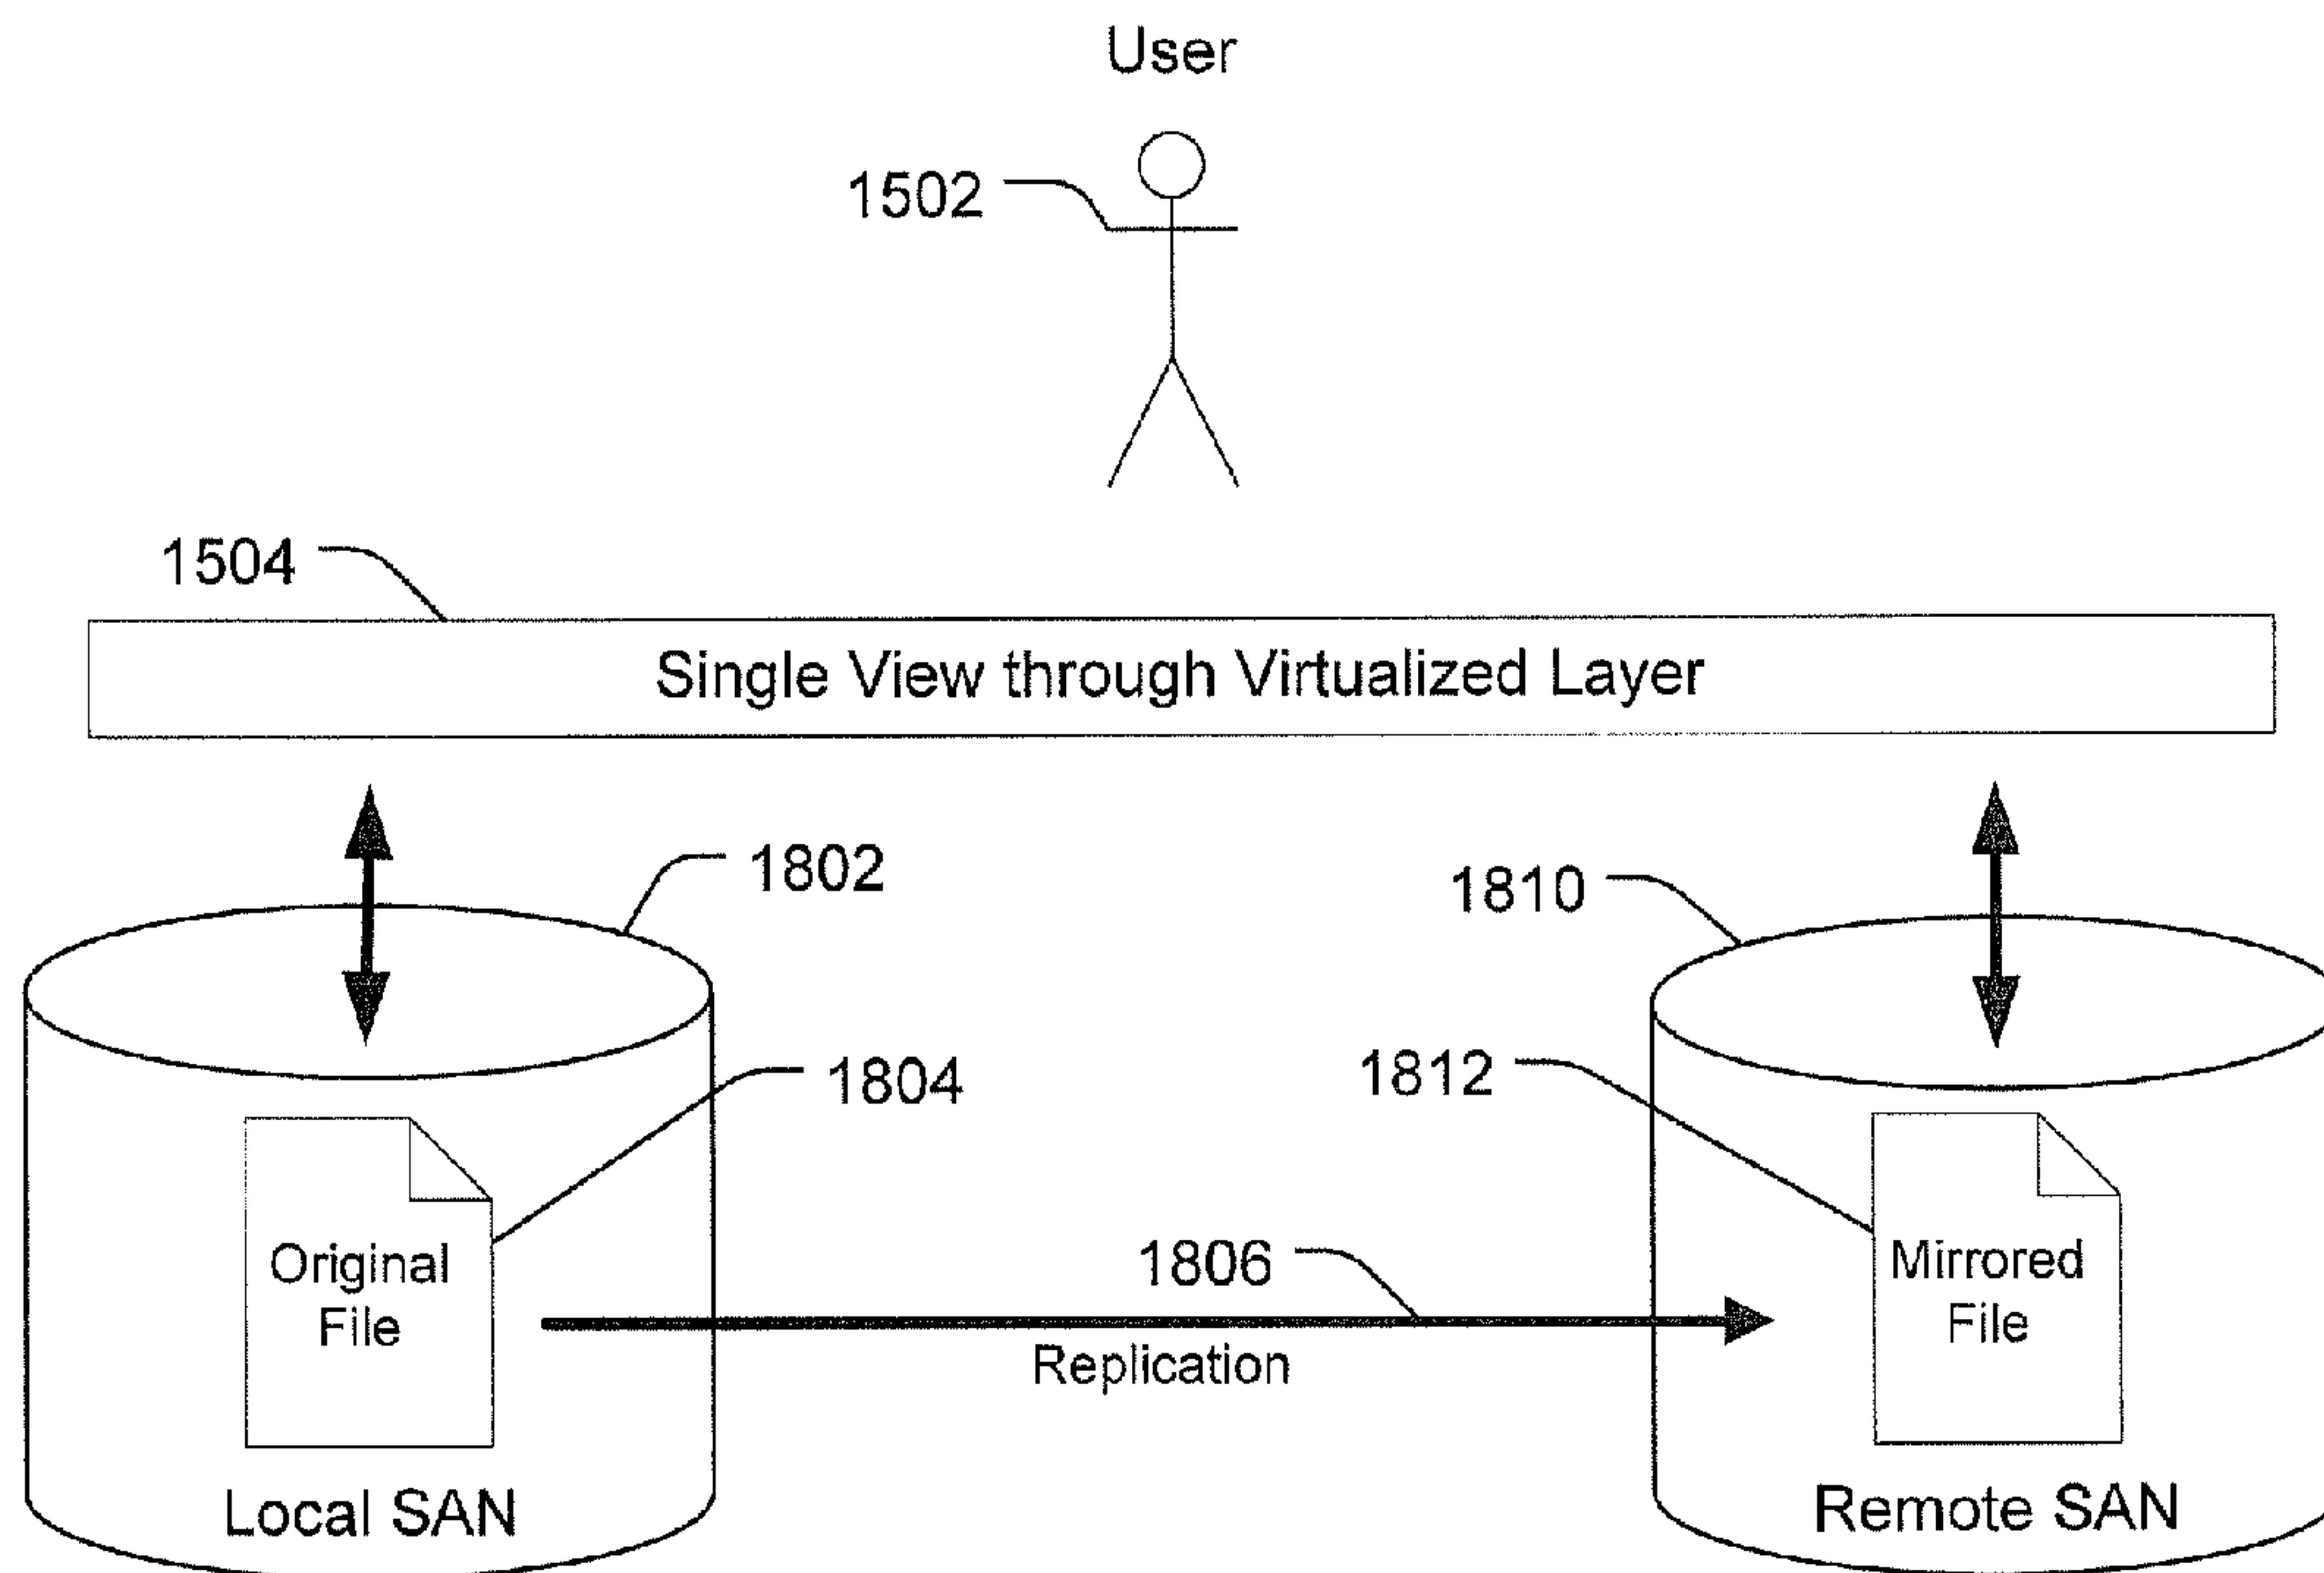 User
1502
1504
Single View through Virtualized Layer
1802
1810
1804
1812
Original
File
1806
Replication
Mirrored
File
Local SAN
Remote SAN